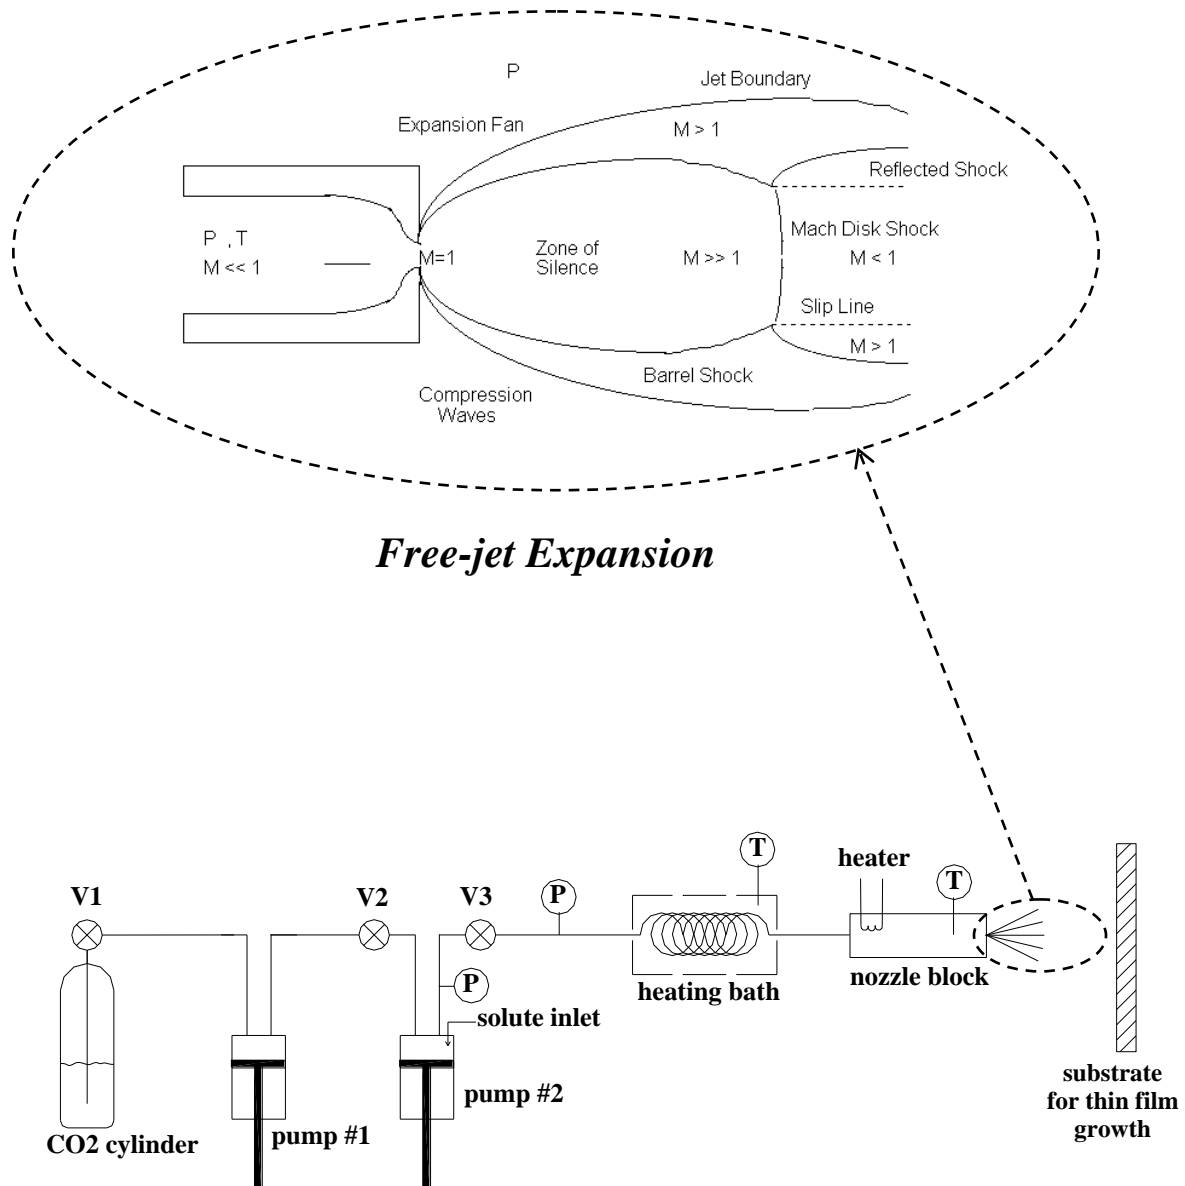 P
Jet Boundary
Expansion Fan
M > 1
Reflected Shock
P , T
M << 1
M=1
Zone of
Silence
M >> 1
Mach Disk Shock
M < 1
Slip Line
M > 1
Barrel Shock
Compression
Waves
Free-jet Expansion
V1
V2
V3
P
T
heater
T
P
heating bath
nozzle block
solute inlet
pump #2
pump #1
CO2 cylinder
substrate
for thin film
growth